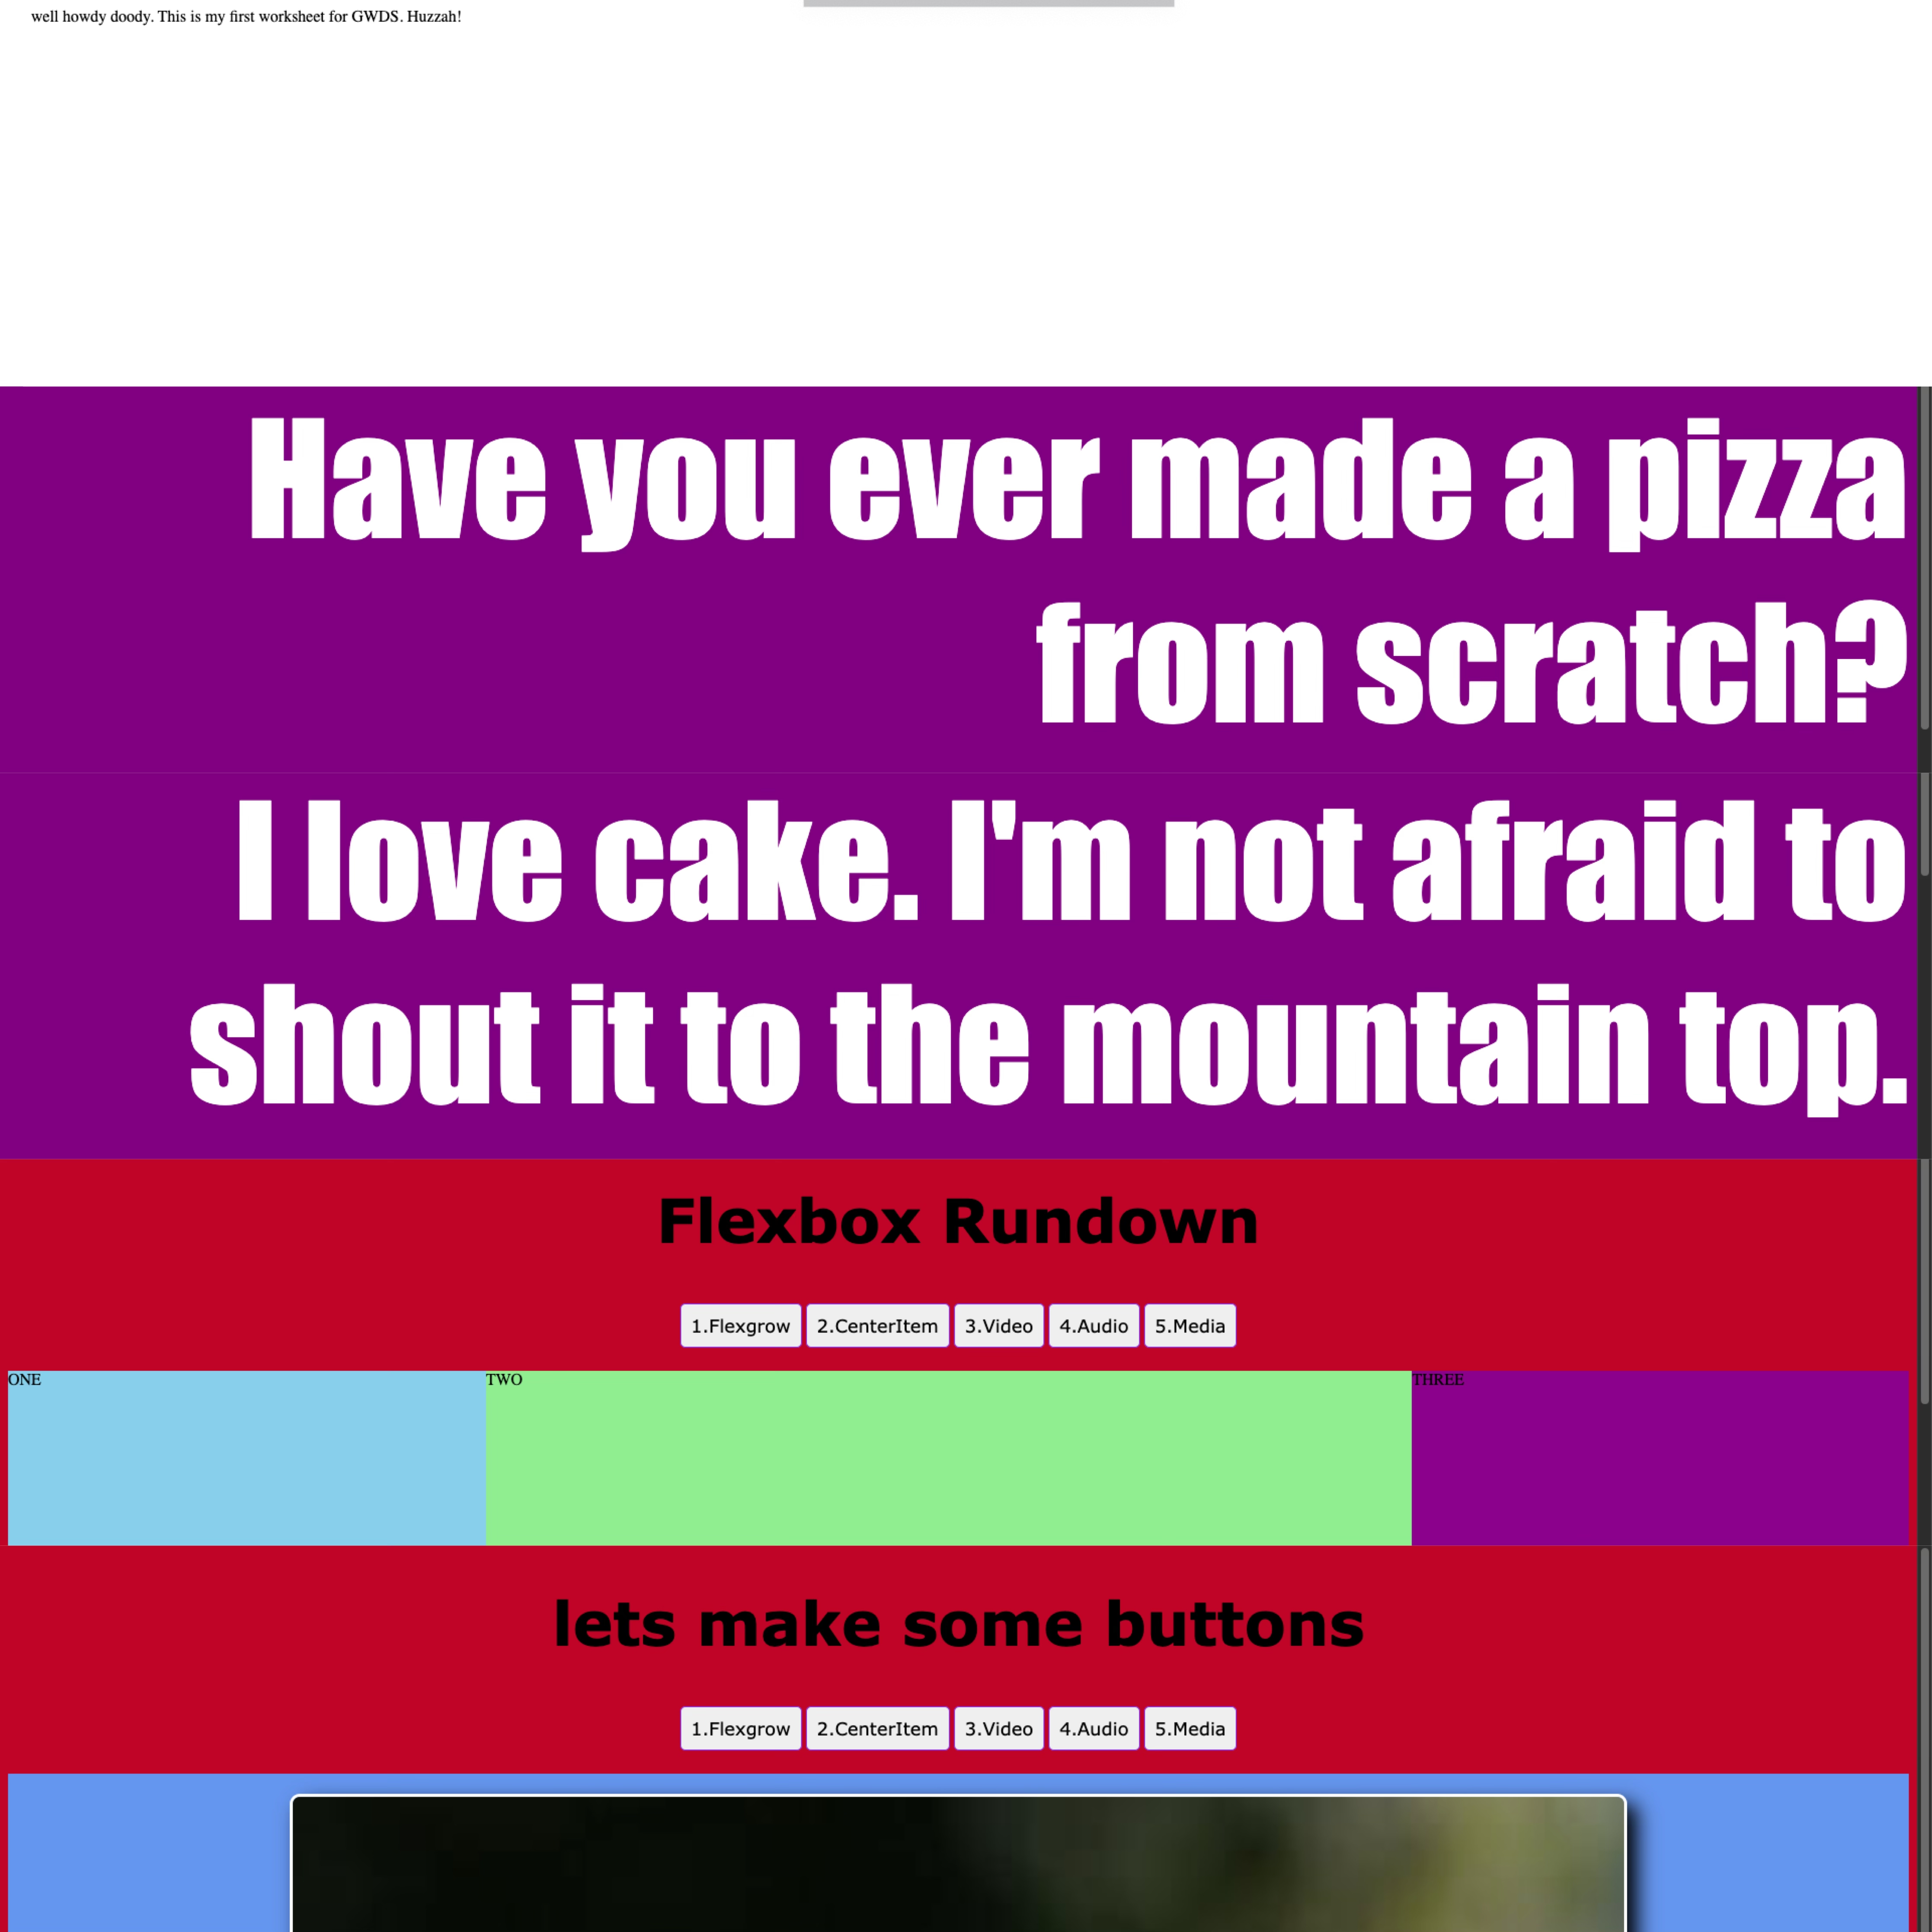 well howdy doody. This is my first worksheet for GWDS. Huzzah!
Have you ever made a pizza
from scratch?
I love cake. I'm not afraid to
shout it to the mountain top.
Flexbox Rundown
1.Flexgrow 2.CenterItem 3.Video 4.Audio 5.Media
ONE TWO THREE
lets make some buttons
1.Flexgrow 2.CenterItem 3.Video 4.Audio 5.Media